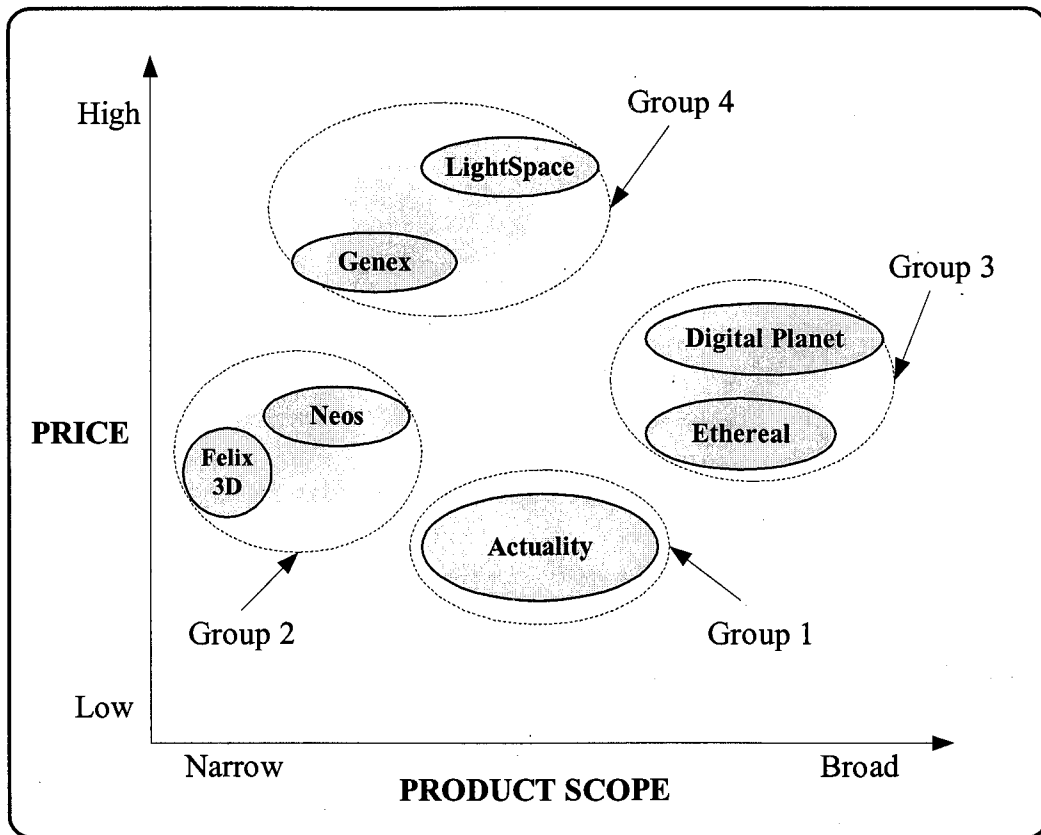 Group 4
High
LightSpace
Genex
Group 3
Digital Planet
Neos
PRICE
Ethereal
Felix
3D
Actuality
Group 2
Group 1
Low
Narrow
Broad
PRODUCT SCOPE